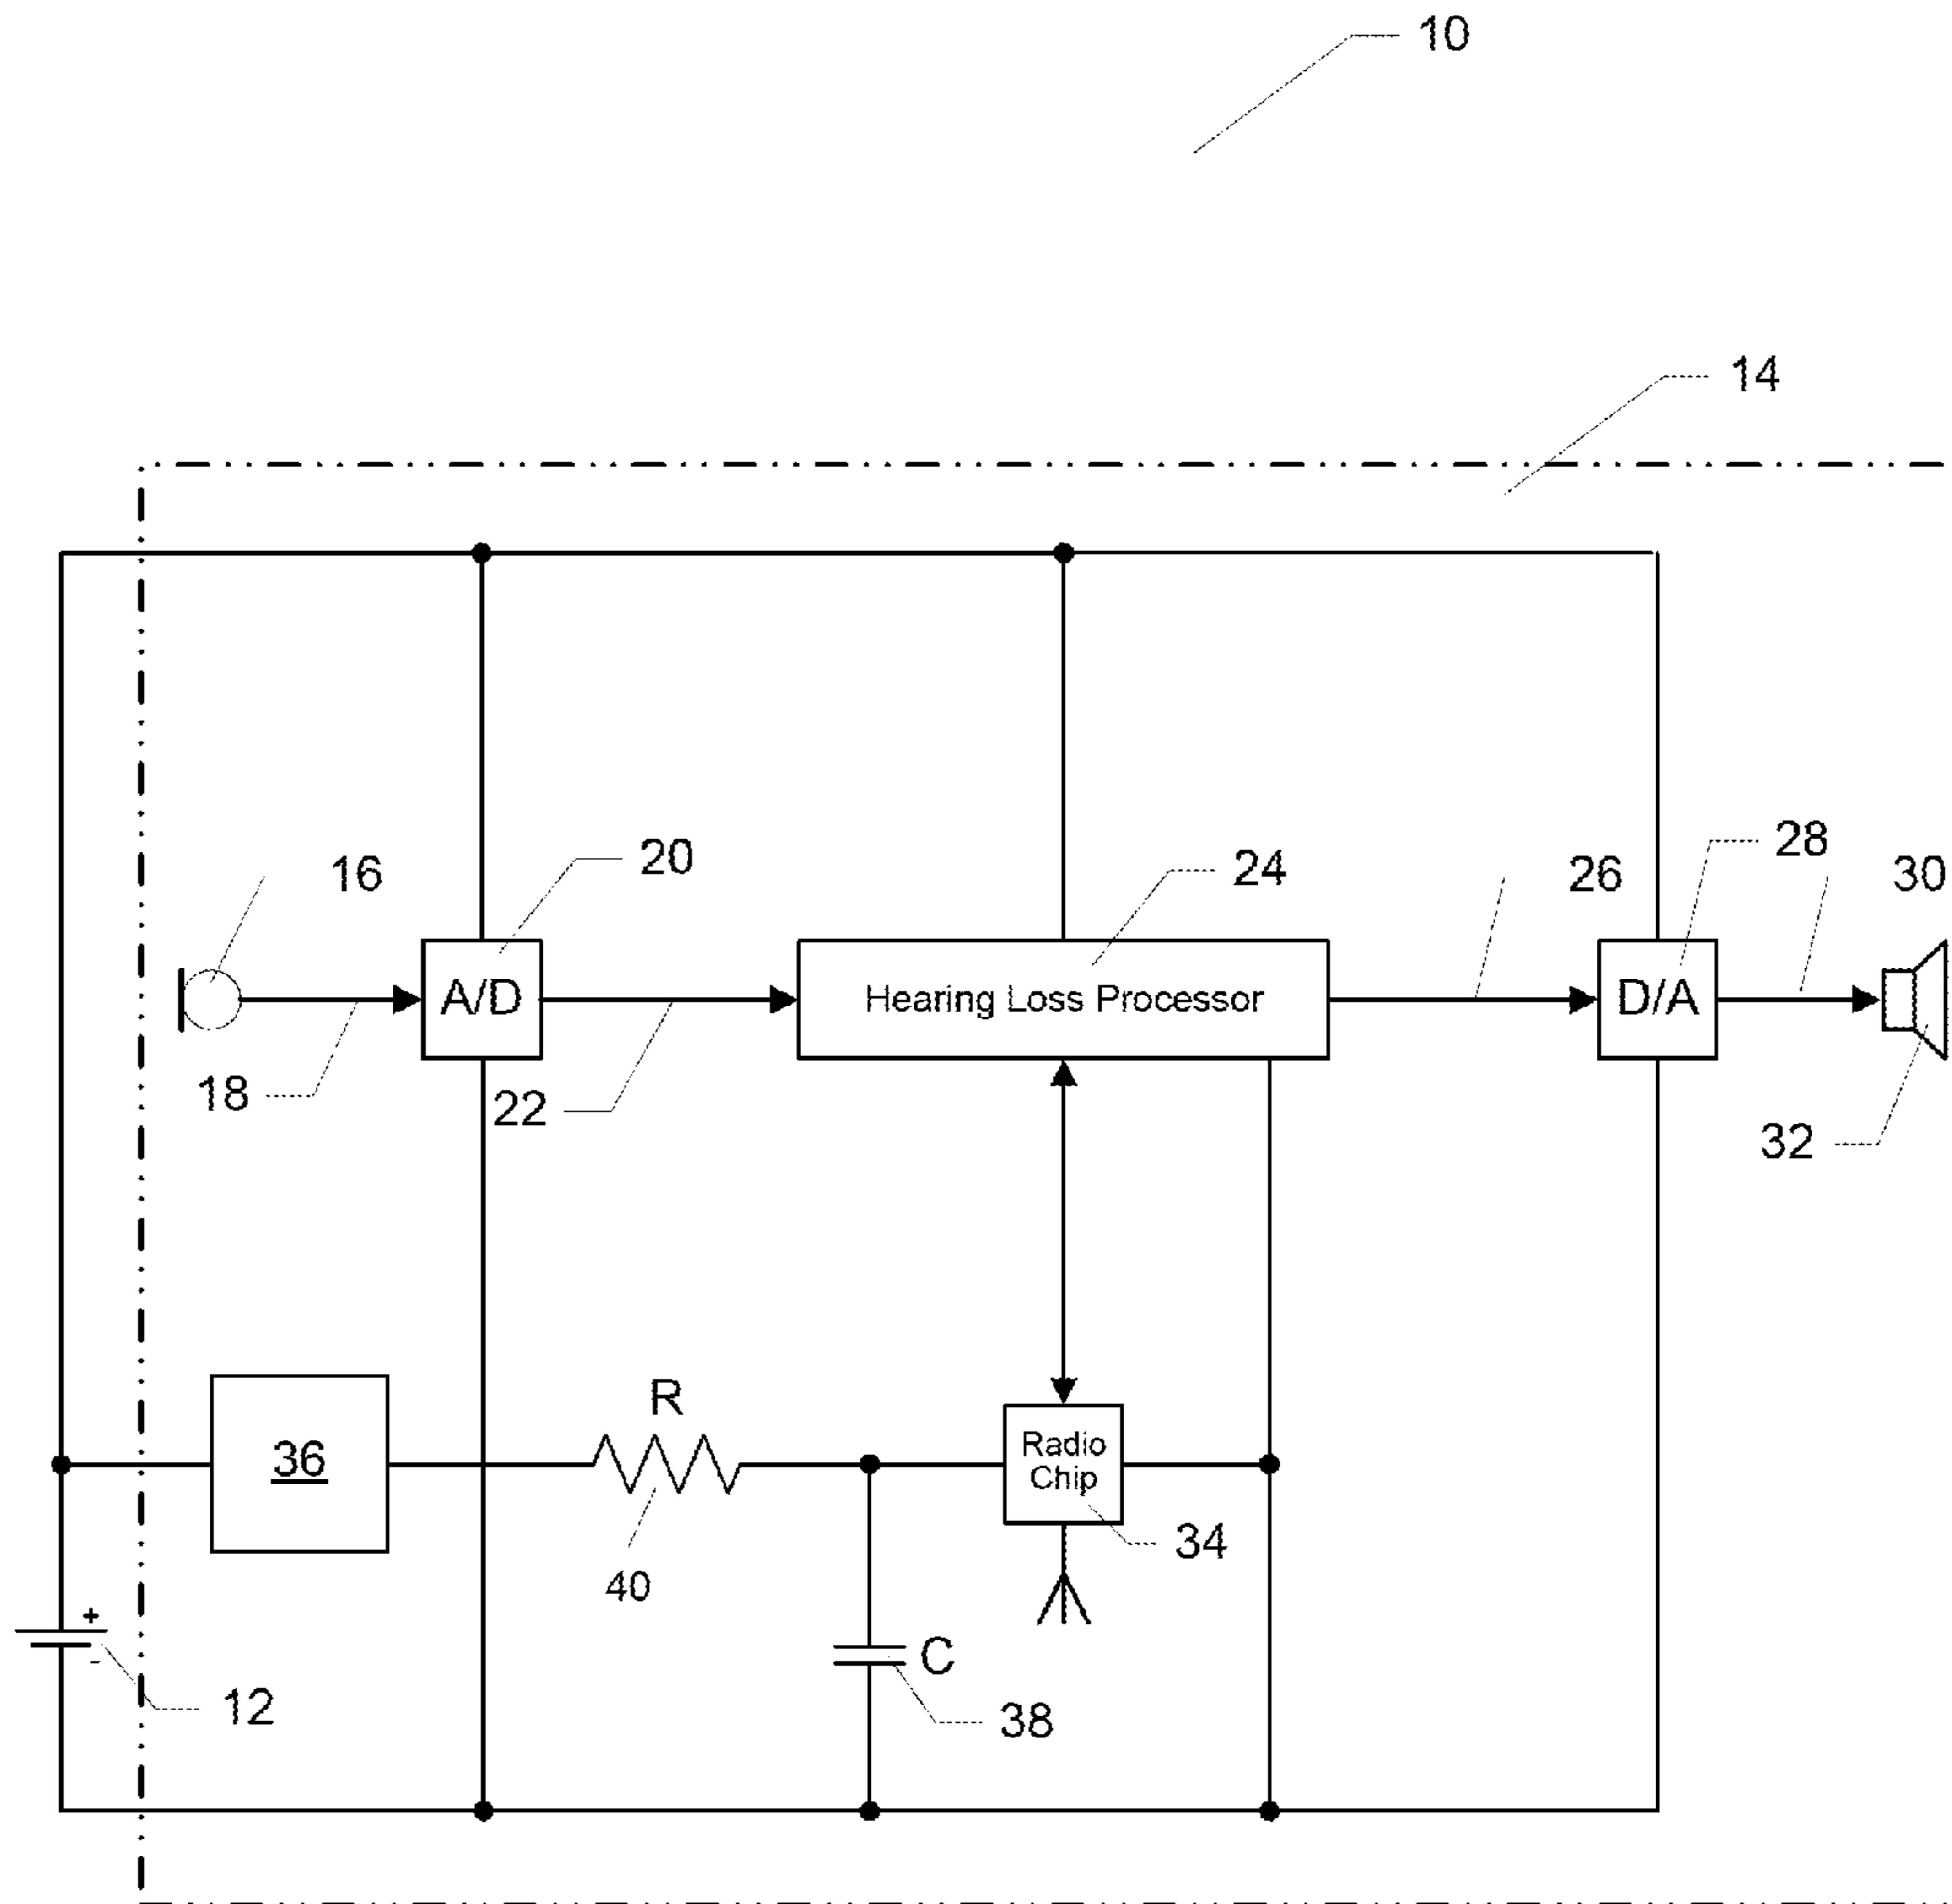 10
14
16
20
24
26
28
30
A/D
Hearing Loss Processor
D/A
18
22
32
R
36
Radio
Chip
34
40
+
-
C
12
38